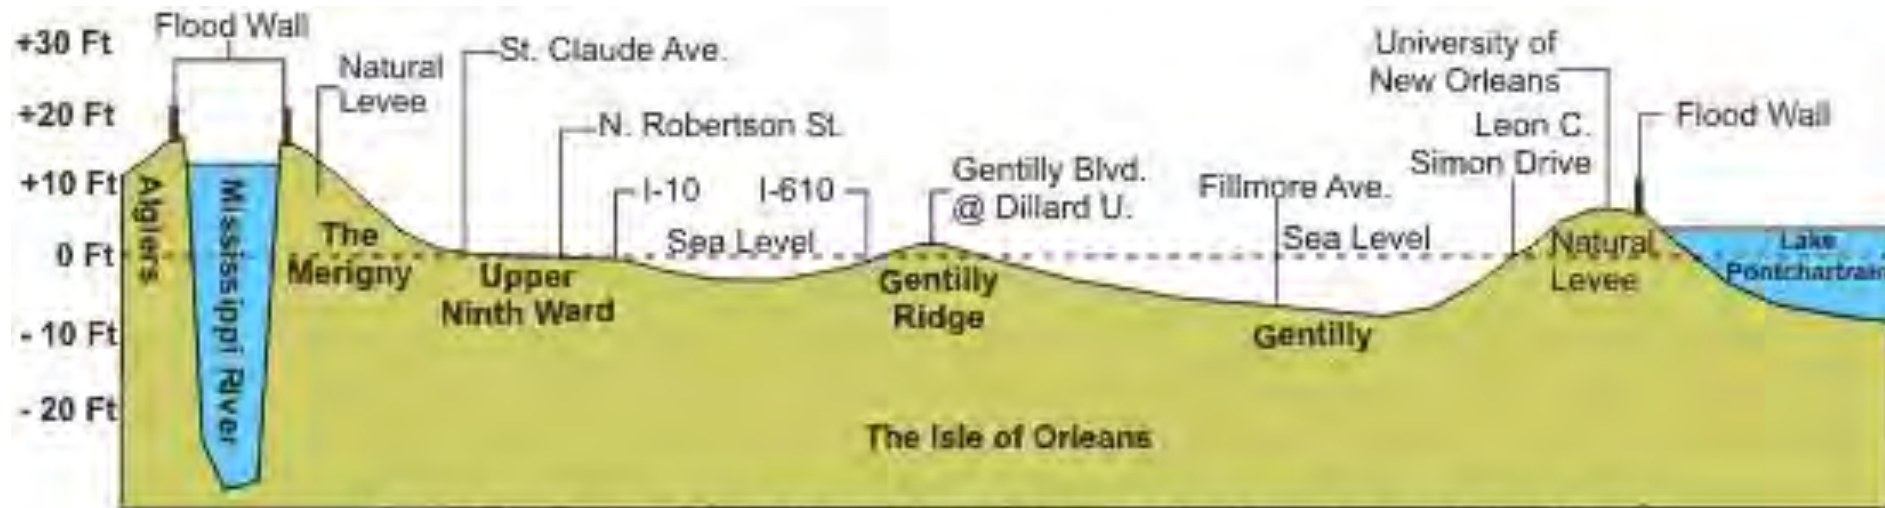 +30 Ft
+20 Ft
+10 Ft
0 Ft
- 10 Ft
- 20 Ft
Flood Wall
Natural
Levee
St. Claude Ave.
N. Robertson St.
I-10
I-610
Sea Level
Gentilly Blvd.
@ Dillard U.
Fillmore Ave.
Sea Level
University of
New Orleans
Leon C.
Simon Drive
Flood Wall
Algiers
Mississippi River
The
Merigny
Upper
Ninth Ward
Gentilly
Ridge
Gentilly
Natural
Levee
Lake
Pontchartrain
The Isle of Orleans